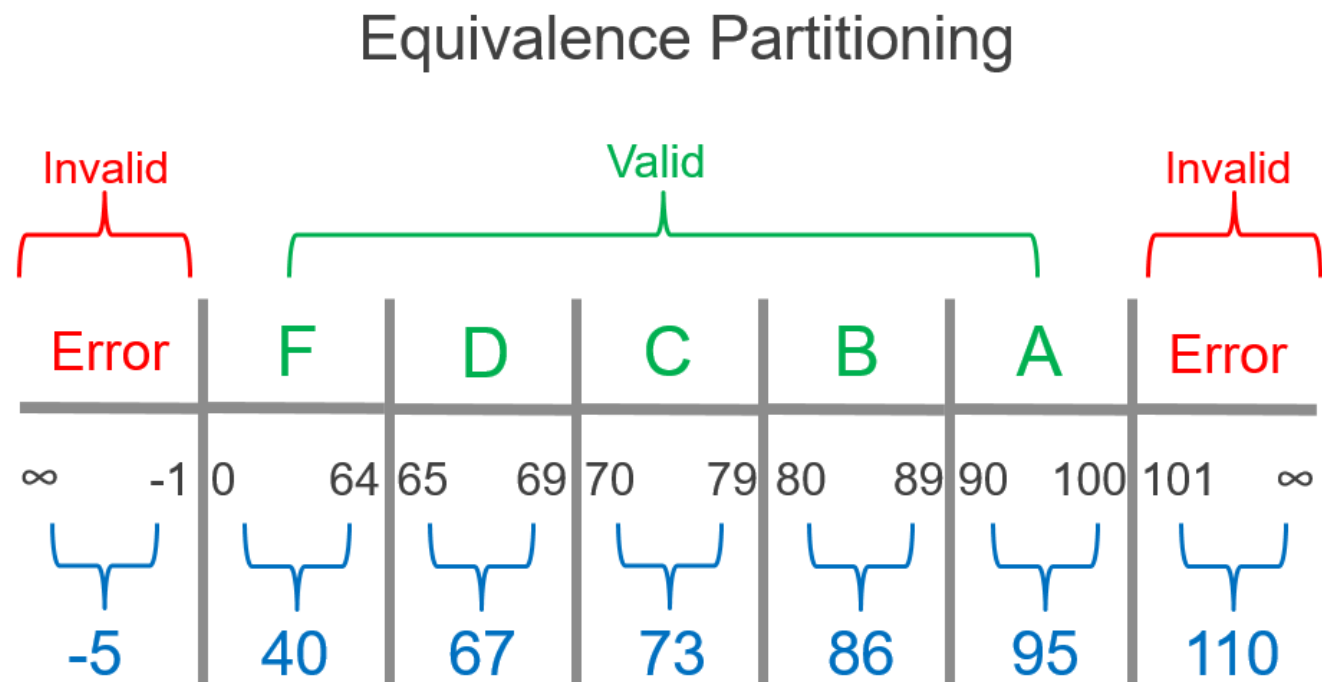 Equivalence Partitioning
Invalid Valid Invalid
Error F D C B A Error
∞ -1 0 64 65 69 70 79 80 89 90 100 101 ∞
-5 40 67 73 86 95 110